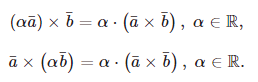 (αā) × b̄ = α · (ā × b̄) , α ∈ ℝ,
ā × (αb̄) = α · (ā × b̄) , α ∈ ℝ.